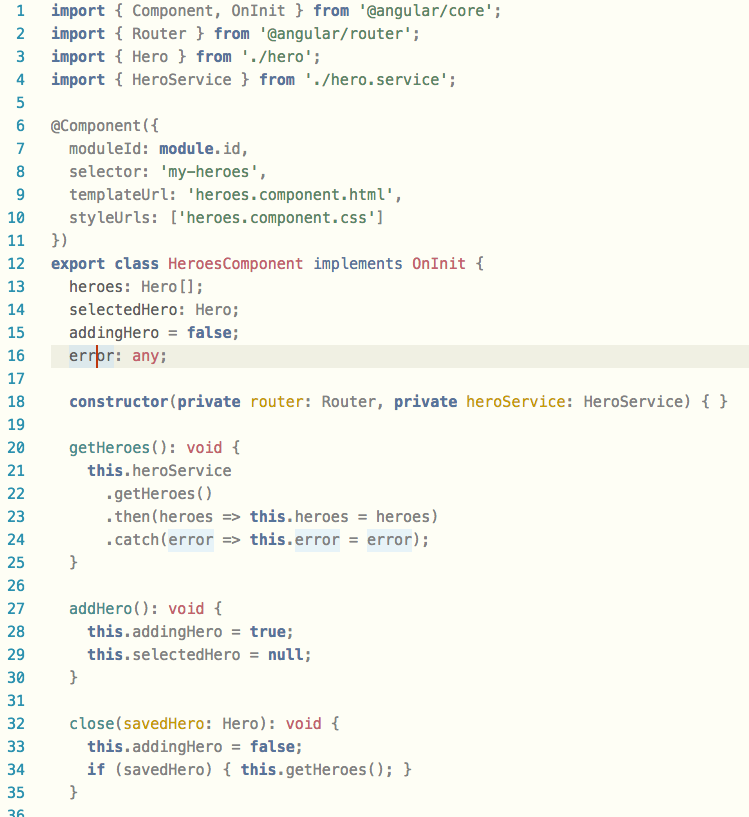 1 import { Component, OnInit } from '@angular/core';
2 import { Router } from '@angular/router';
3 import { Hero } from './hero';
4 import { HeroService } from './hero.service';
5
6 @Component({
7   moduleId: module.id,
8   selector: 'my-heroes',
9   templateUrl: 'heroes.component.html',
10   styleUrls: ['heroes.component.css']
11 })
12 export class HeroesComponent implements OnInit {
13   heroes: Hero[];
14   selectedHero: Hero;
15   addingHero = false;
16   error: any;
17
18   constructor(private router: Router, private heroService: HeroService) { }
19
20   getHeroes(): void {
21     this.heroService
22       .getHeroes()
23       .then(heroes => this.heroes = heroes)
24       .catch(error => this.error = error);
25   }
26
27   addHero(): void {
28     this.addingHero = true;
29     this.selectedHero = null;
30   }
31
32   close(savedHero: Hero): void {
33     this.addingHero = false;
34     if (savedHero) { this.getHeroes(); }
35   }
36